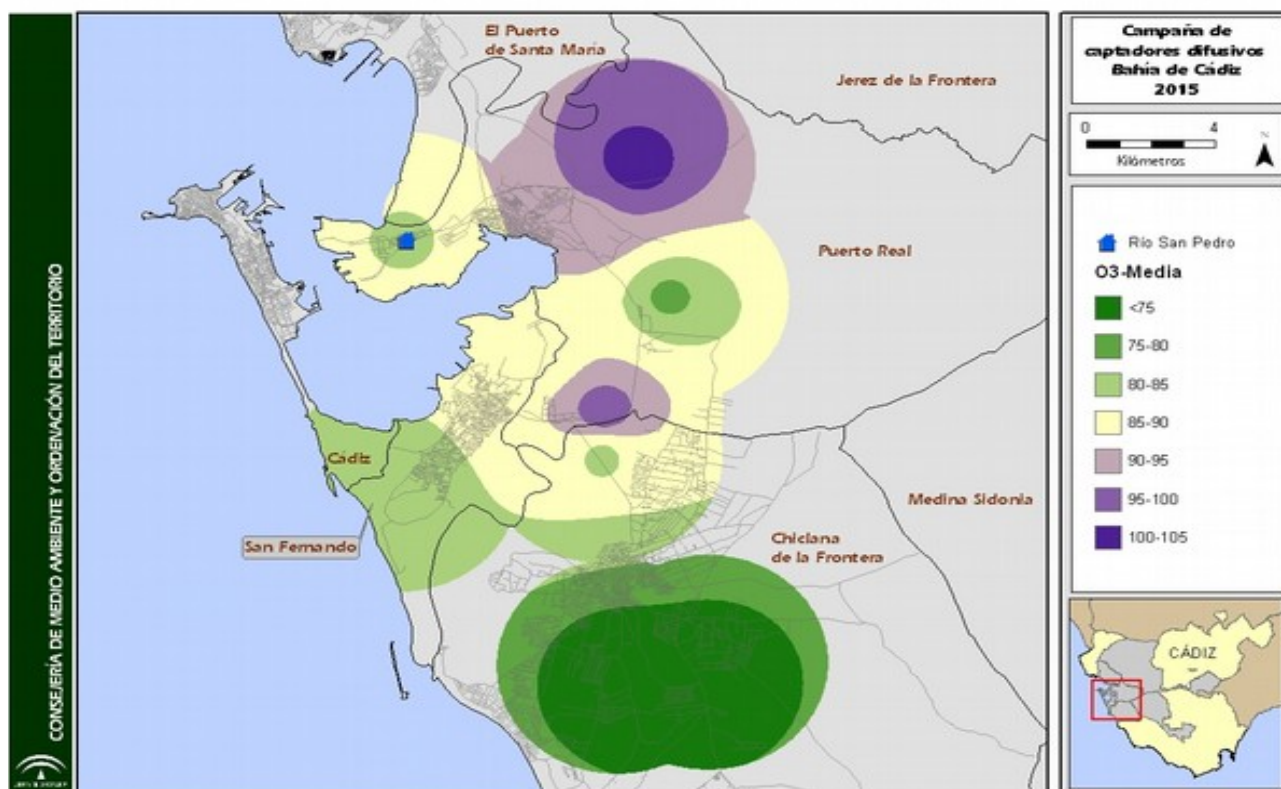 CONSEJERÍA DE MEDIO AMBIENTE Y ORDENACIÓN DEL TERRITORIO
El Puerto
de Santa María
Jerez de la Frontera
Puerto Real
Cádiz
San Fernando
Medina Sidonia
Chiclana
de la Frontera
Campaña de
captadores difusivos
Bahía de Cádiz
2015
0 4
Kilómetros
N
Río San Pedro
O3-Media
<75
75-80
80-85
85-90
90-95
95-100
100-105
CÁDIZ